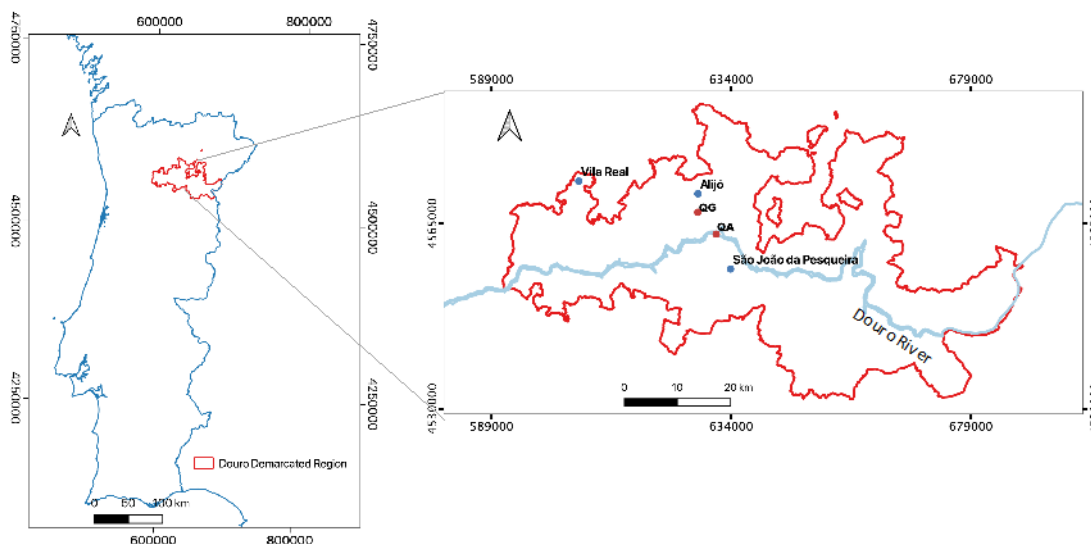 600000 800000
4750000 4750000
4500000 4500000
4250000 4250000
Douro Demarcated Region
0 50 100 km
600000 800000
589000 634000 679000
Vila Real
Alijó
QG
4565000
QA
São João da Pesqueira
Douro River
0 10 20 km
4530000
589000 634000 679000